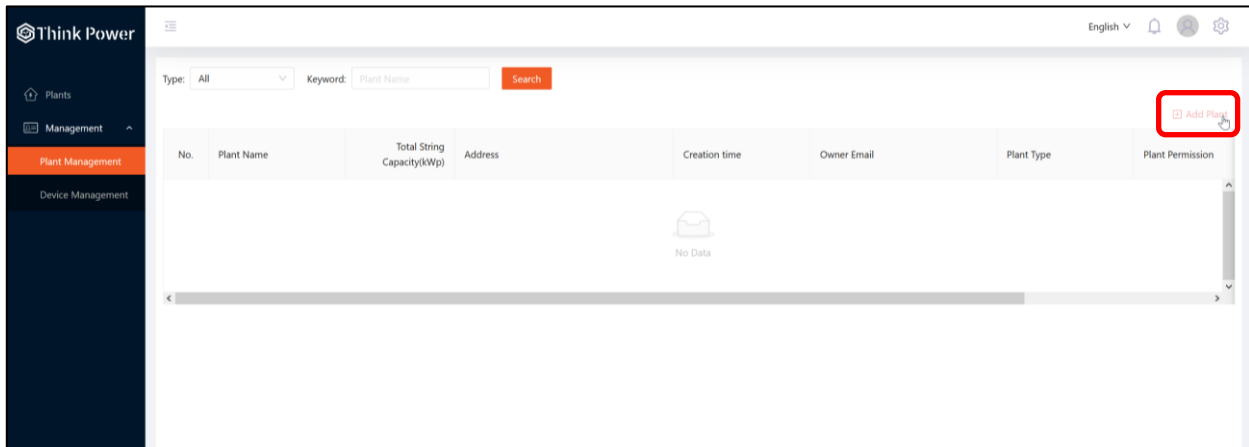 Think Power
English
Plants
Management
Plant Management
Device Management
Type: All Keyword: Plant Name Search
Add Plant
No. Plant Name Total String Capacity(kWp) Address Creation time Owner Email Plant Type Plant Permission
No Data